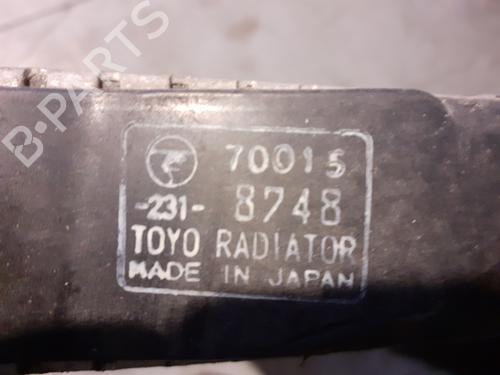 B-PARTS
70015
-231- 8748
TOYO RADIATOR
MADE IN JAPAN